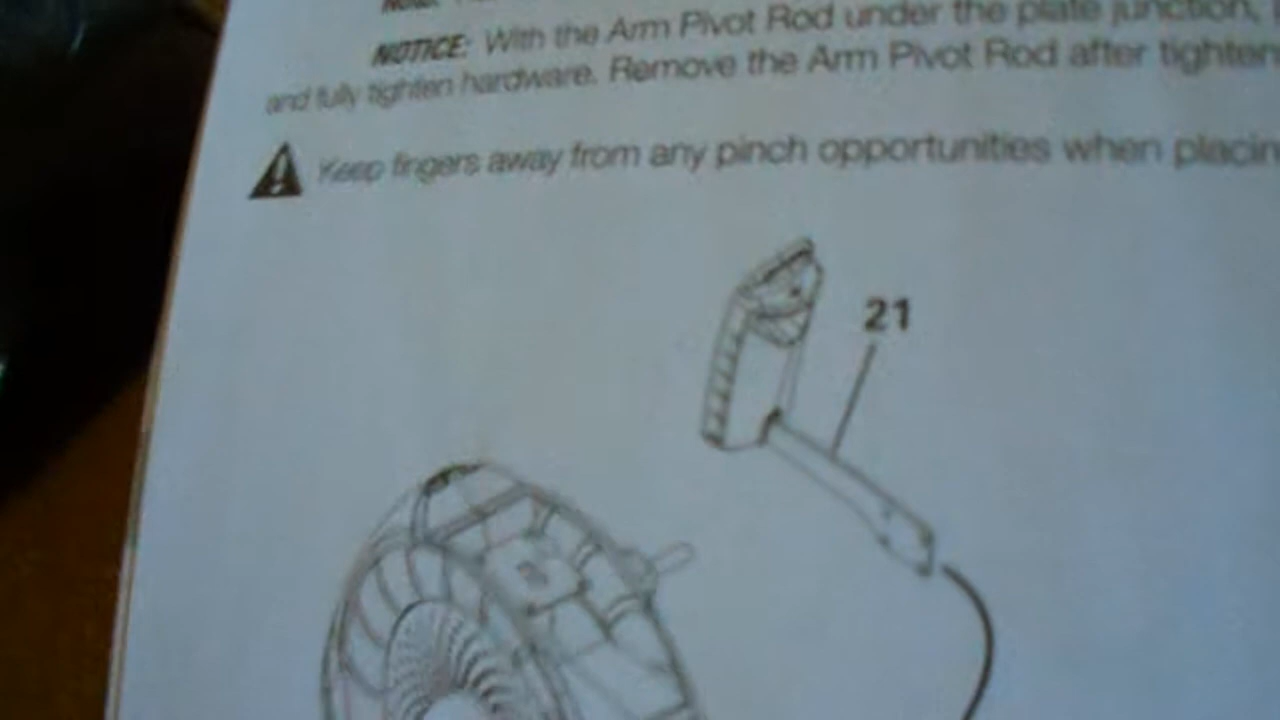 NOTICE: With the Arm Pivot Rod under the plate junction,
and fully tighten hardware. Remove the Arm Pivot Rod after tighten
Keep fingers away from any pinch opportunities when placin
21